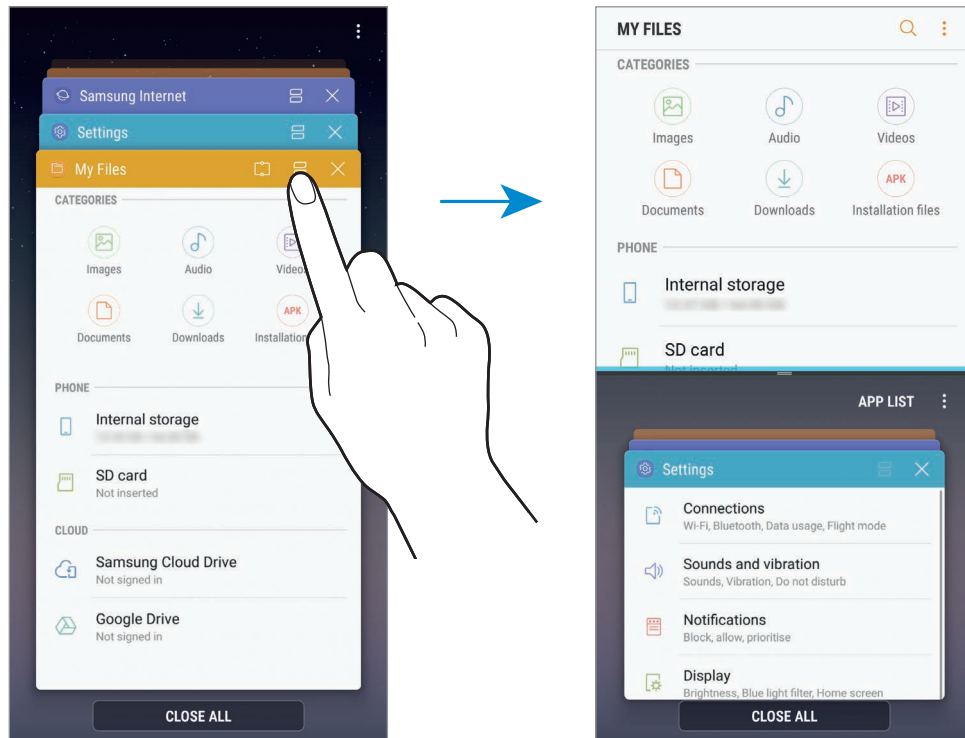 Samsung Internet
Settings
My Files
CATEGORIES
Images
Audio
Videos
Documents
Downloads
APK
Installation
PHONE
Internal storage
SD card
Not inserted
CLOUD
Samsung Cloud Drive
Not signed in
Google Drive
Not signed in
CLOSE ALL
MY FILES
CATEGORIES
Images
Audio
Videos
Documents
Downloads
APK
Installation files
PHONE
Internal storage
SD card
Not inserted
APP LIST
Settings
Connections
Wi-Fi, Bluetooth, Data usage, Flight mode
Sounds and vibration
Sounds, Vibration, Do not disturb
Notifications
Block, allow, prioritise
Display
Brightness, Blue light filter, Home screen
CLOSE ALL